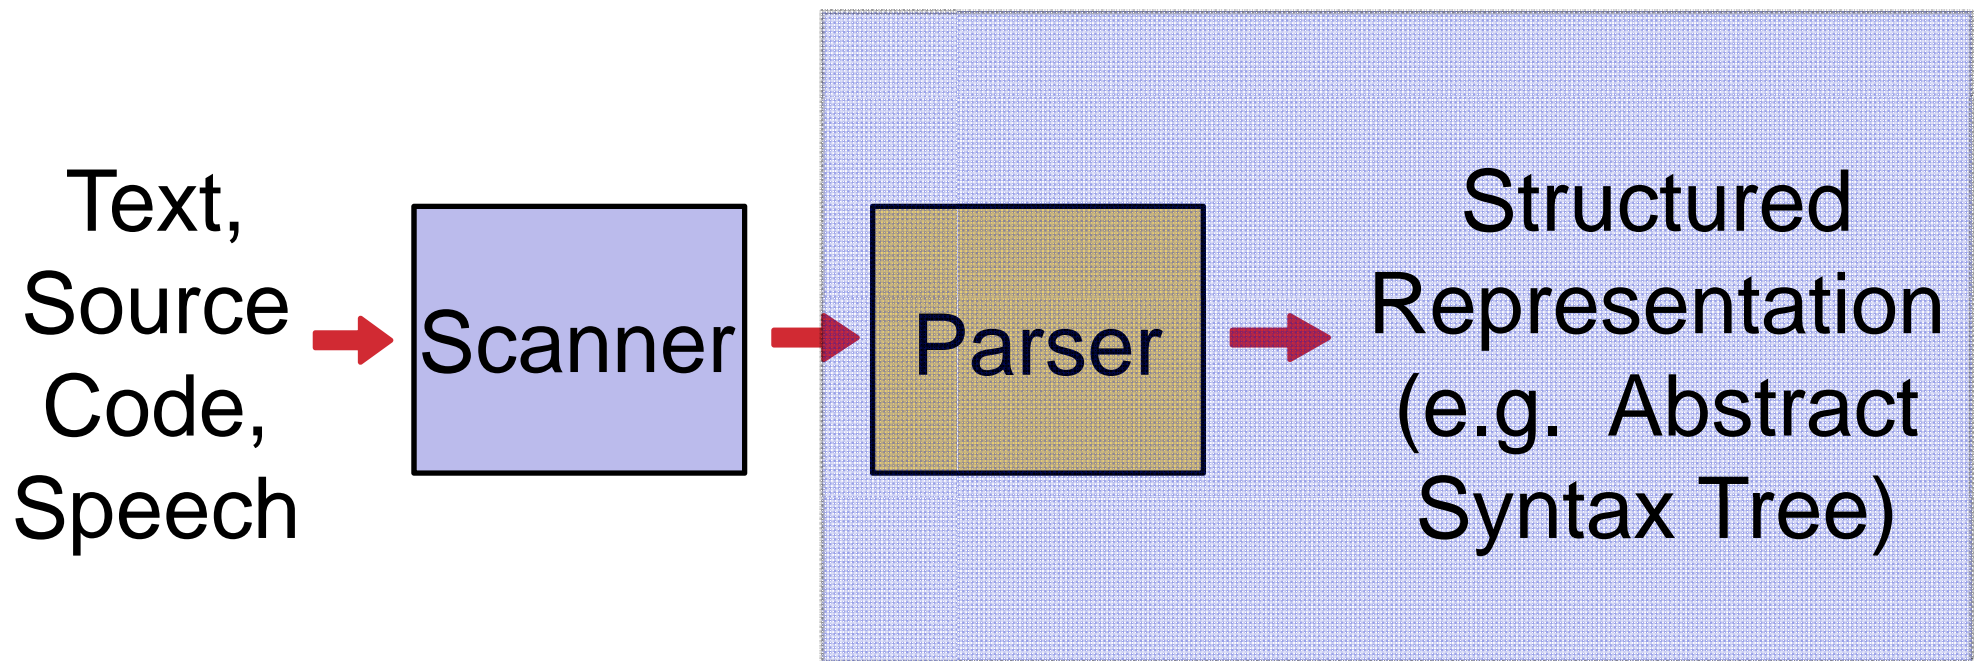 Text,
Source
Code,
Speech
Scanner
Parser
Structured
Representation
(e.g. Abstract
Syntax Tree)